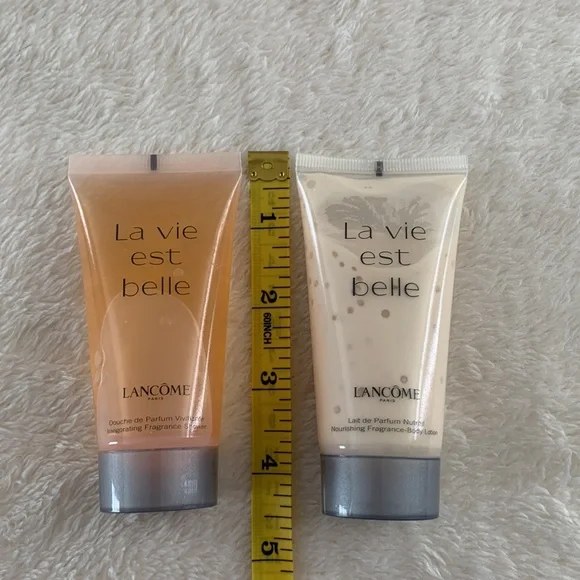 La vie
est
belle
LANCÔME
PARIS
Douche de Parfum Vivifiante
Invigorating Fragrance-Shower
1
2
60INCH
3
4
5
La vie
est
belle
LANCÔME
PARIS
Lait de Parfum Nutritif
Nourishing Fragrance-Body Lotion